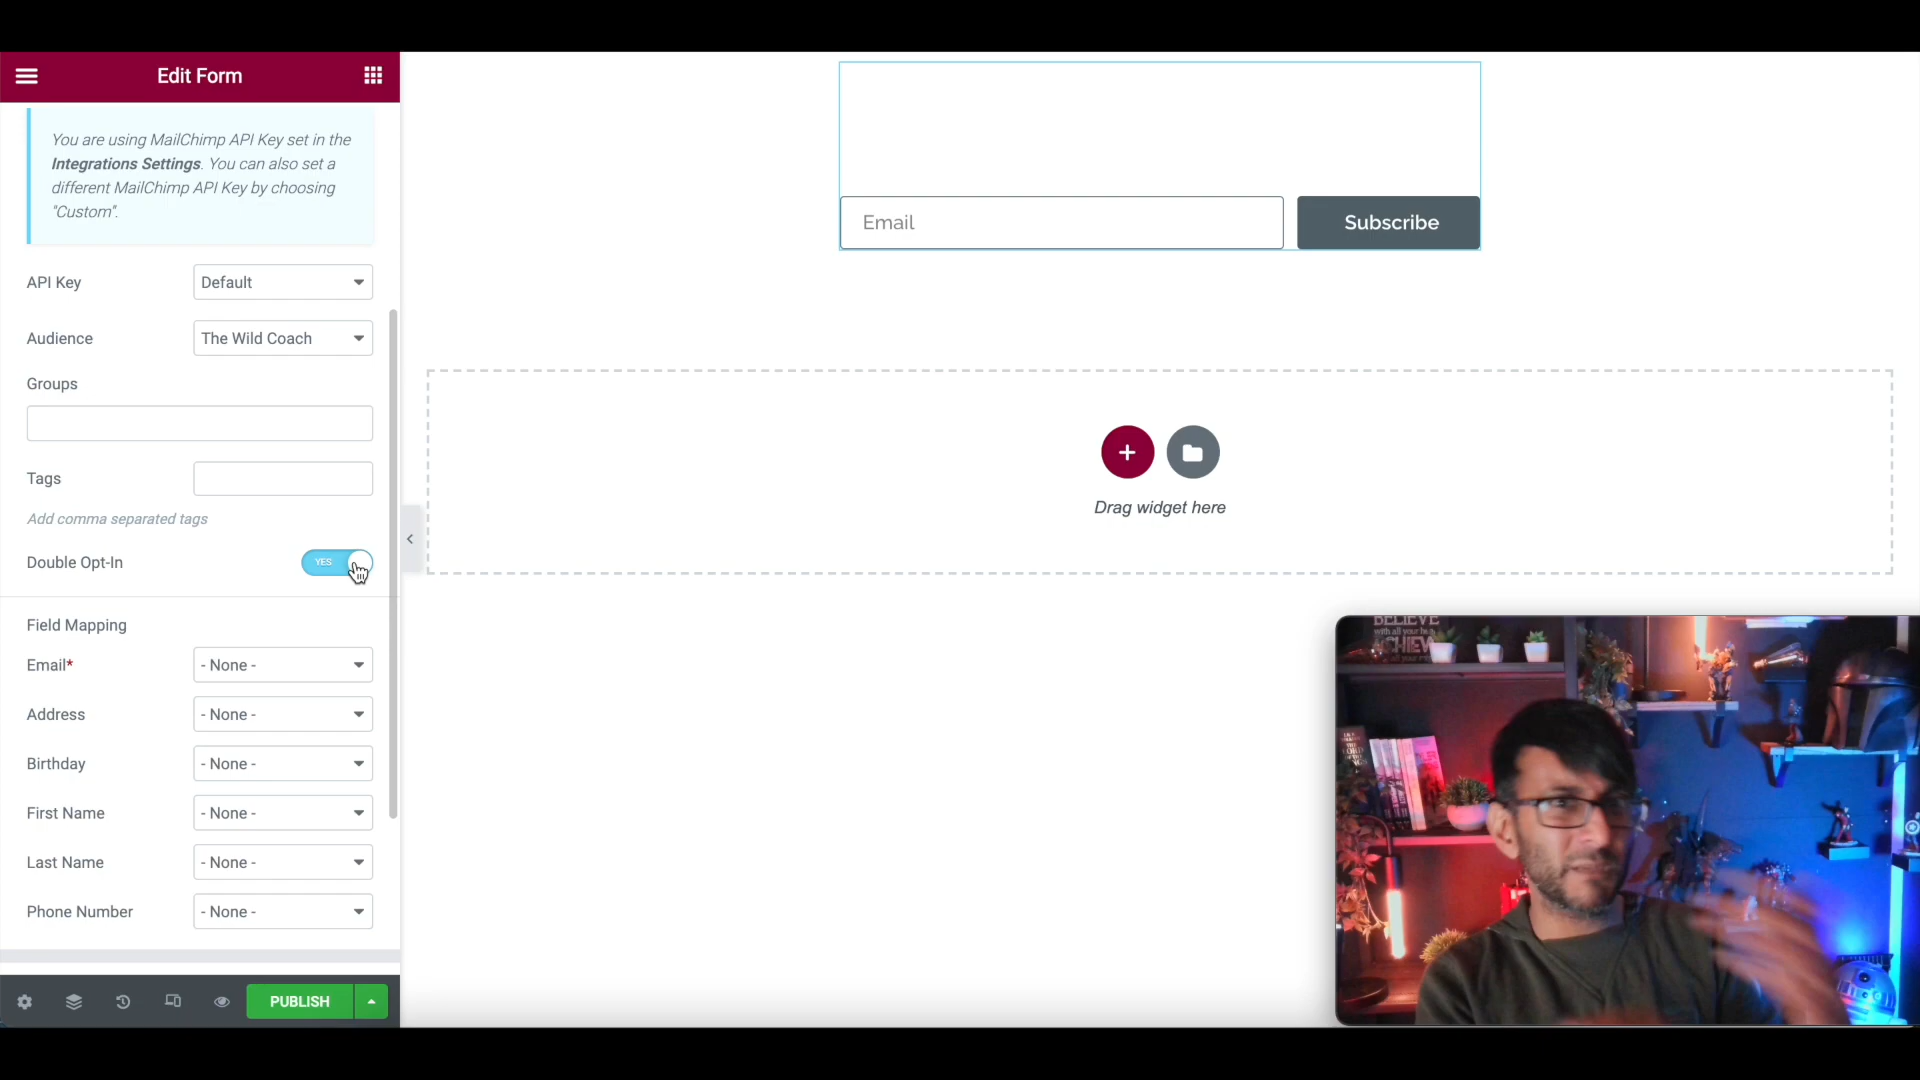 Edit Form
You are using MailChimp API Key set in the
Integrations Settings. You can also set a
different MailChimp API Key by choosing
"Custom".
API Key
Default
Audience
The Wild Coach
Groups
Tags
Add comma separated tags
Double Opt-In
YES
Field Mapping
Email*
- None -
Address
- None -
Birthday
- None -
First Name
- None -
Last Name
- None -
Phone Number
- None -
PUBLISH
Email
Subscribe
Drag widget here
BELIEVE